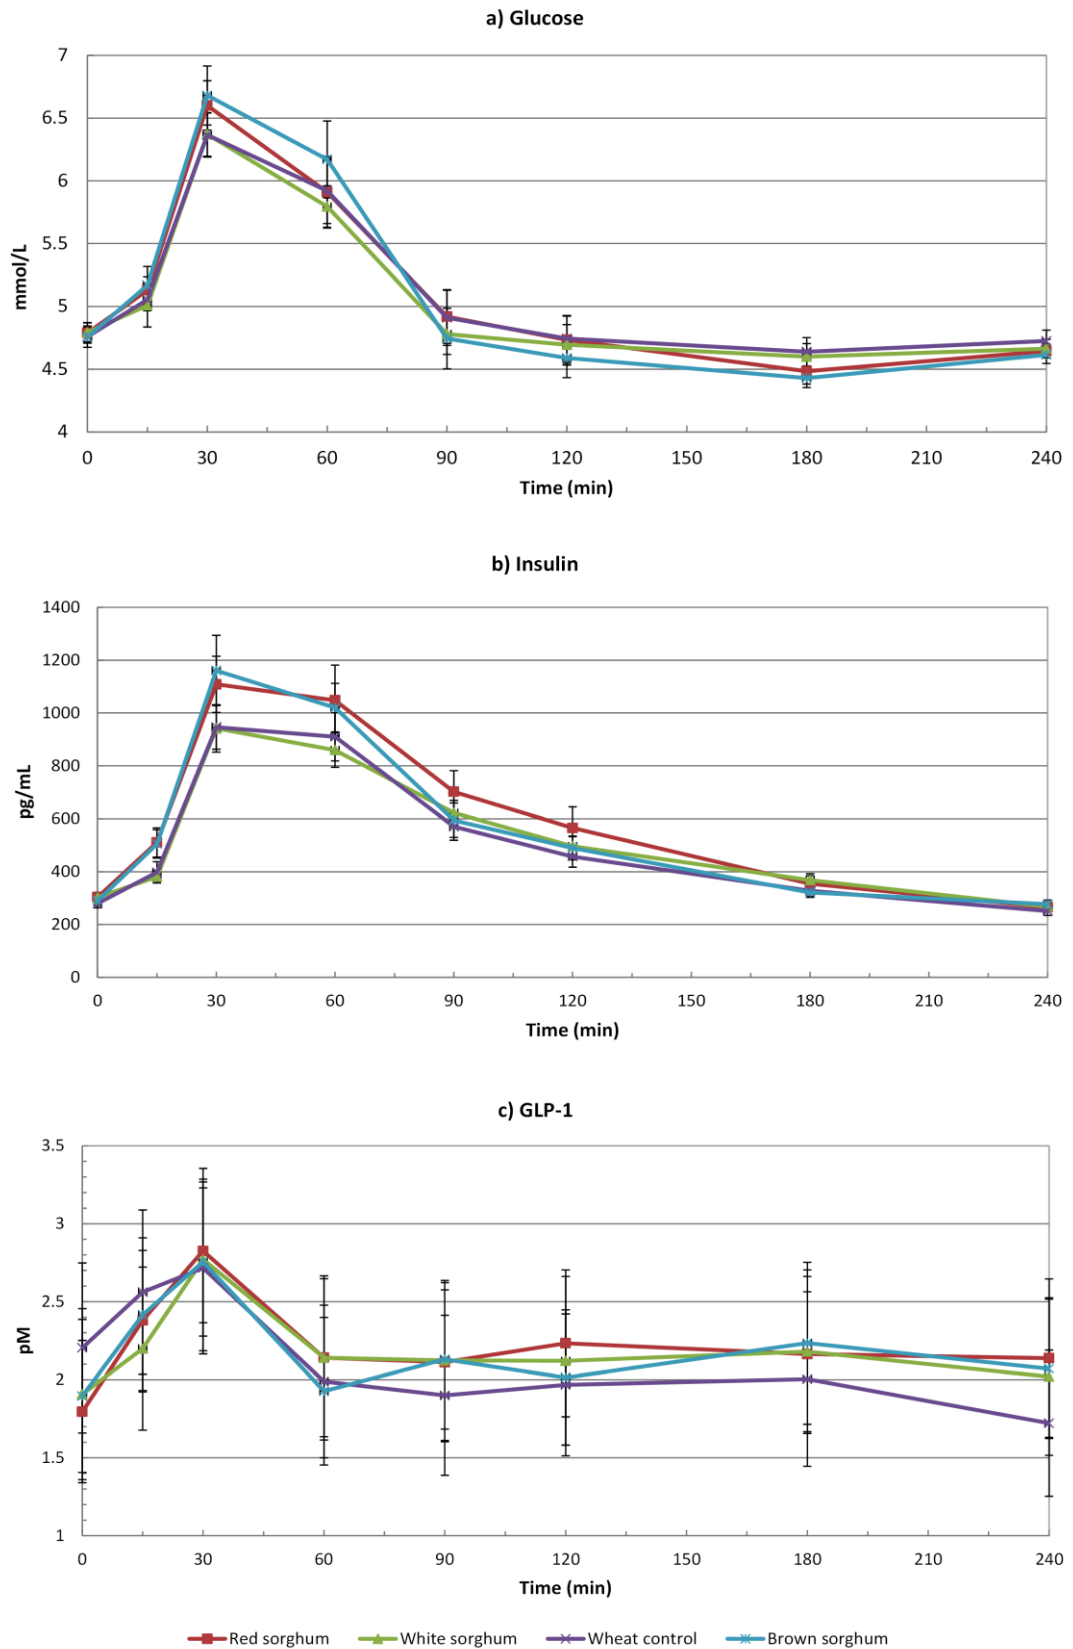 a) Glucose
7
6.5
6
5.5
5
4.5
4
mmol/L
0 30 60 90 120 150 180 210 240
Time (min)
b) Insulin
1400
1200
1000
800
600
400
200
0
pg/mL
0 30 60 90 120 150 180 210 240
Time (min)
c) GLP-1
3.5
3
2.5
2
1.5
1
pM
0 30 60 90 120 150 180 210 240
Time (min)
Red sorghum White sorghum Wheat control Brown sorghum